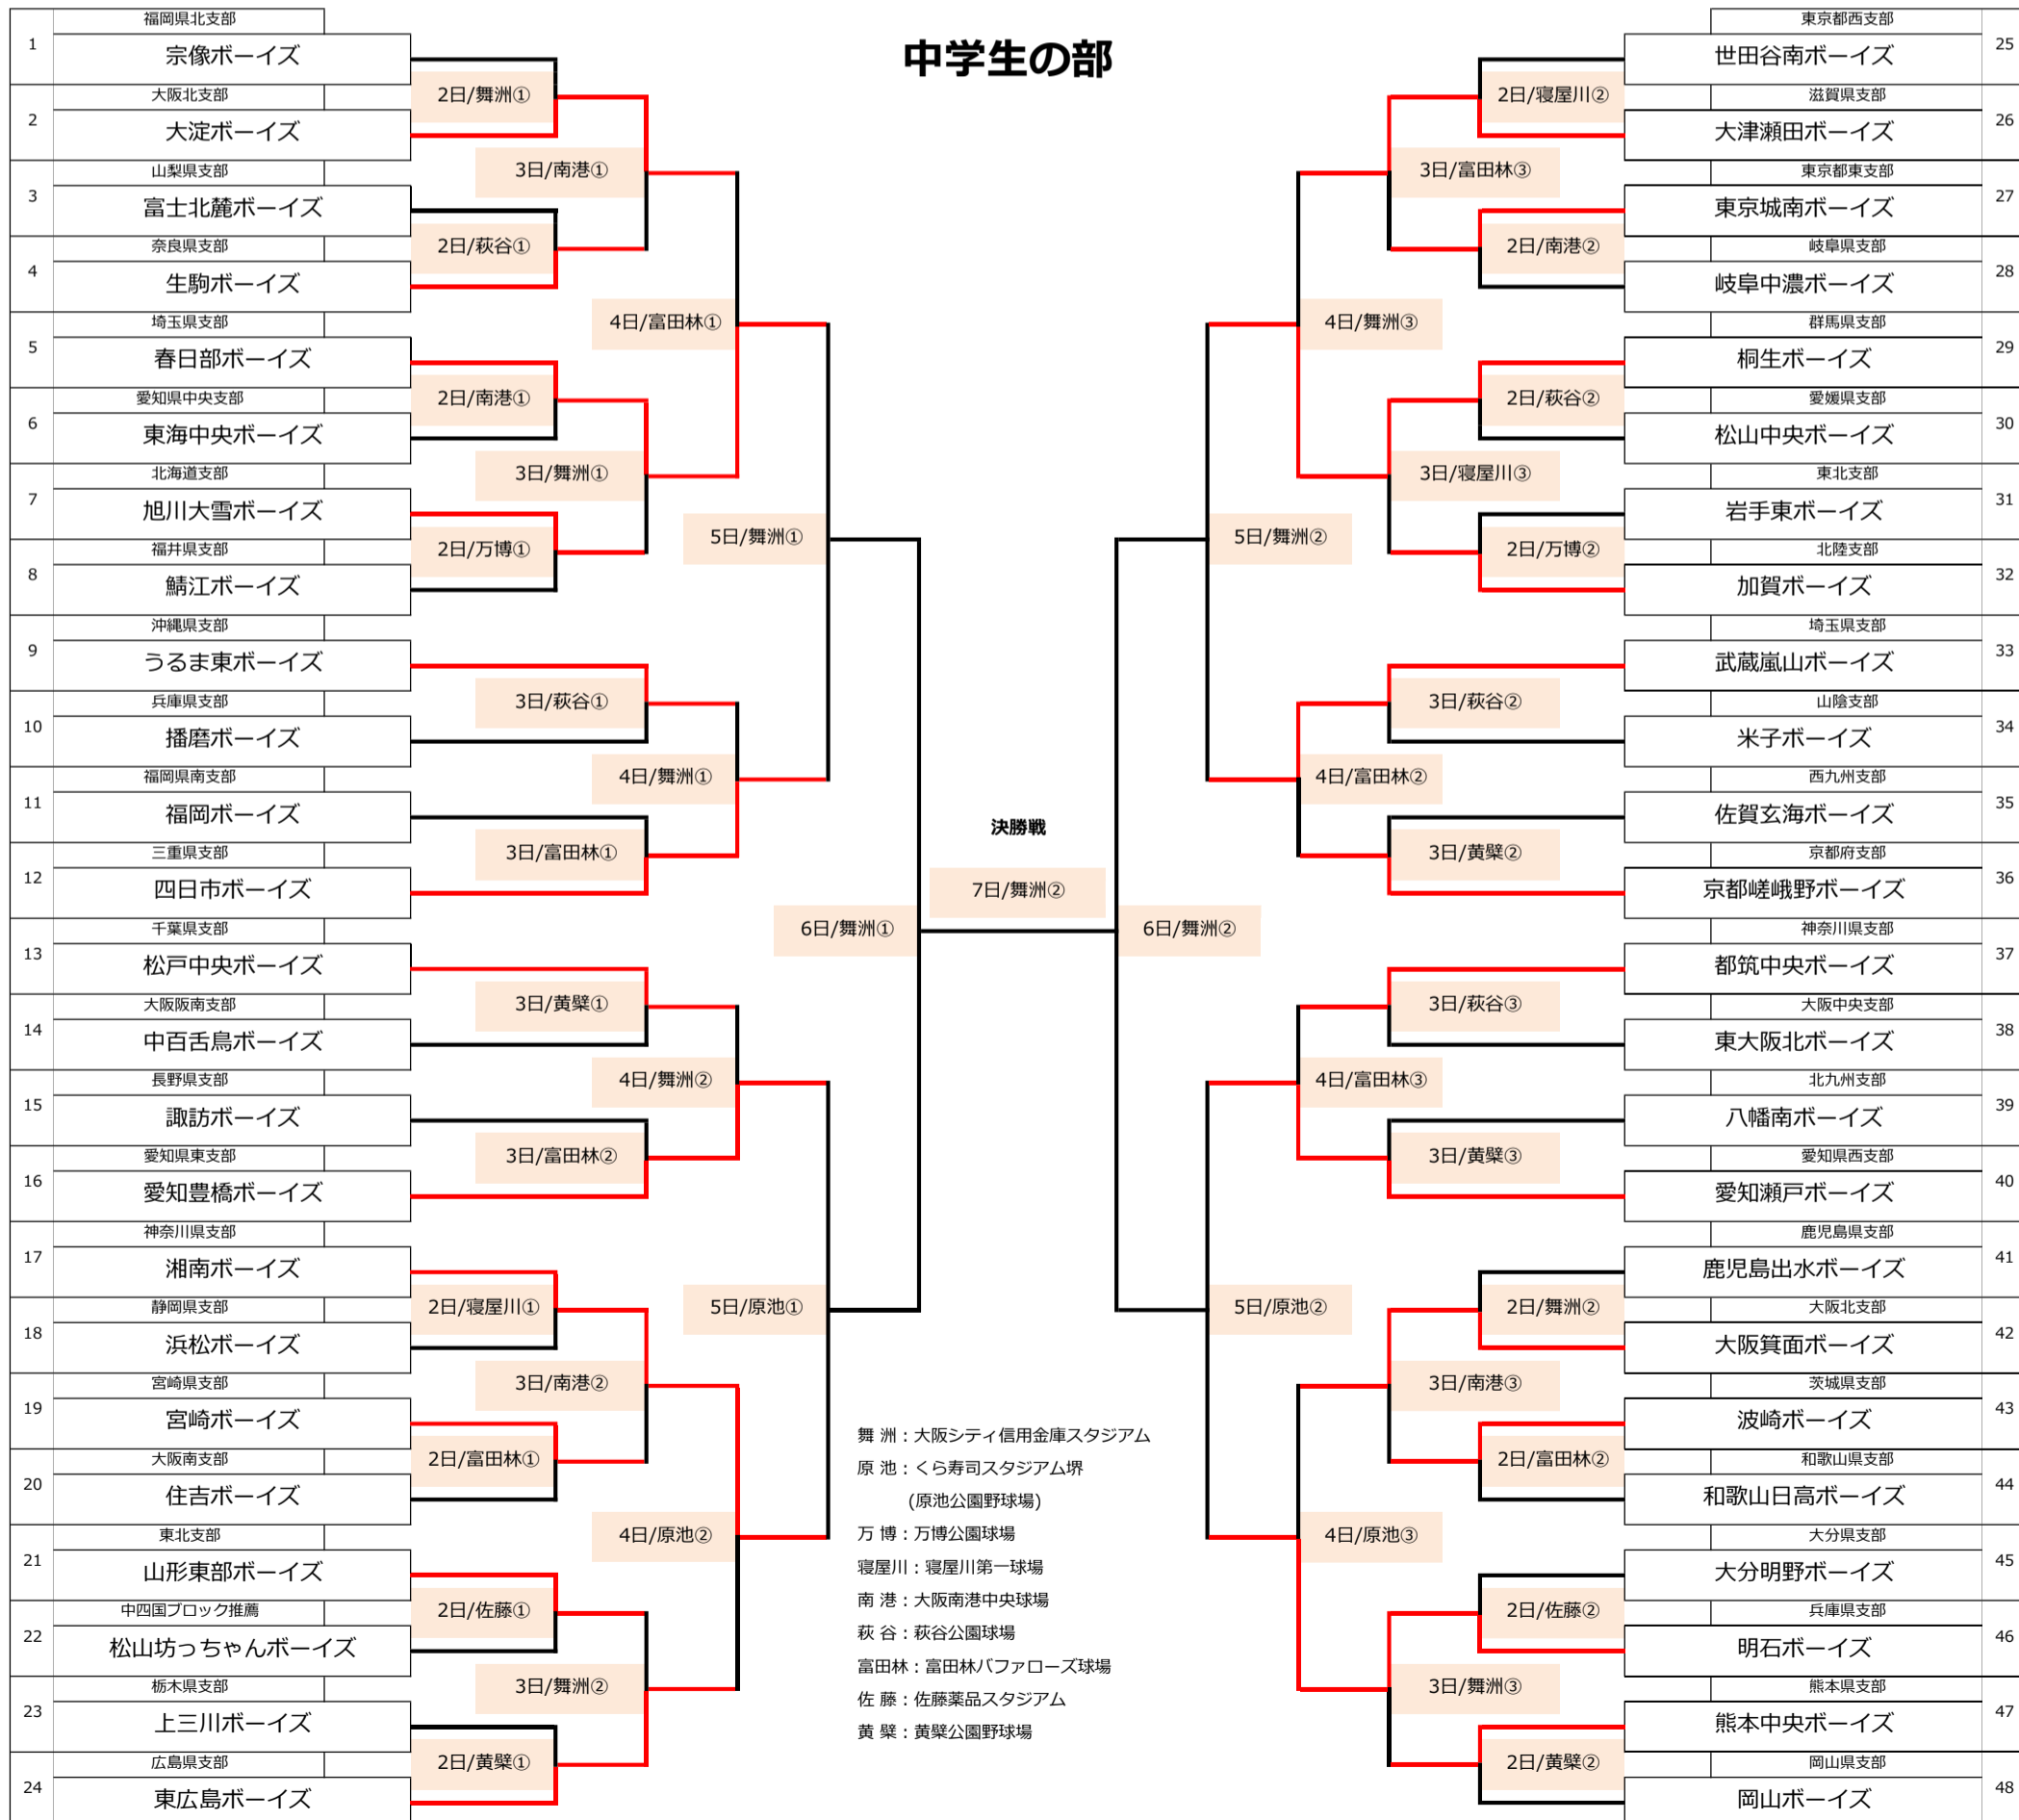 中学生の部
福岡県北支部
1
宗像ボーイズ
2日/舞洲①
大阪北支部
2
大淀ボーイズ
3日/南港①
山梨県支部
3
富士北麓ボーイズ
2日/萩谷①
奈良県支部
4
生駒ボーイズ
4日/富田林①
埼玉県支部
5
春日部ボーイズ
2日/南港①
愛知県中央支部
6
東海中央ボーイズ
3日/舞洲①
北海道支部
7
旭川大雪ボーイズ
2日/万博①
福井県支部
8
鯖江ボーイズ
5日/舞洲①
沖縄県支部
9
うるま東ボーイズ
3日/萩谷①
兵庫県支部
10
播磨ボーイズ
4日/舞洲①
福岡県南支部
11
福岡ボーイズ
3日/富田林①
三重県支部
12
四日市ボーイズ
6日/舞洲①
千葉県支部
13
松戸中央ボーイズ
3日/黄檗①
大阪阪南支部
14
中百舌鳥ボーイズ
4日/舞洲②
長野県支部
15
諏訪ボーイズ
3日/富田林②
愛知県東支部
16
愛知豊橋ボーイズ
神奈川県支部
17
湘南ボーイズ
2日/寝屋川①
静岡県支部
18
浜松ボーイズ
5日/原池①
3日/南港②
宮崎県支部
19
宮崎ボーイズ
2日/富田林①
大阪南支部
20
住吉ボーイズ
4日/原池②
東北支部
21
山形東部ボーイズ
2日/佐藤①
中四国ブロック推薦
22
松山坊っちゃんボーイズ
3日/舞洲②
栃木県支部
23
上三川ボーイズ
2日/黄檗①
広島県支部
24
東広島ボーイズ
決勝戦
7日/舞洲②
舞 洲：大阪シティ信用金庫スタジアム
原 池：くら寿司スタジアム堺
(原池公園野球場)
万 博：万博公園球場
寝屋川：寝屋川第一球場
南 港：大阪南港中央球場
萩 谷：萩谷公園球場
富田林：富田林バファローズ球場
佐 藤：佐藤薬品スタジアム
黄 檗：黄檗公園野球場
東京都西支部
25
世田谷南ボーイズ
2日/寝屋川②
滋賀県支部
26
大津瀬田ボーイズ
3日/富田林③
東京都東支部
27
東京城南ボーイズ
2日/南港②
岐阜県支部
28
岐阜中濃ボーイズ
4日/舞洲③
群馬県支部
29
桐生ボーイズ
2日/萩谷②
愛媛県支部
30
松山中央ボーイズ
3日/寝屋川③
東北支部
31
岩手東ボーイズ
2日/万博②
北陸支部
32
加賀ボーイズ
5日/舞洲②
埼玉県支部
33
武蔵嵐山ボーイズ
3日/萩谷②
山陰支部
34
米子ボーイズ
4日/富田林②
西九州支部
35
佐賀玄海ボーイズ
3日/黄檗②
京都府支部
36
京都嵯峨野ボーイズ
6日/舞洲②
神奈川県支部
37
都筑中央ボーイズ
3日/萩谷③
大阪中央支部
38
東大阪北ボーイズ
4日/富田林③
北九州支部
39
八幡南ボーイズ
3日/黄檗③
愛知県西支部
40
愛知瀬戸ボーイズ
鹿児島県支部
41
鹿児島出水ボーイズ
2日/舞洲②
大阪北支部
42
大阪箕面ボーイズ
5日/原池②
3日/南港③
茨城県支部
43
波崎ボーイズ
2日/富田林②
和歌山県支部
44
和歌山日高ボーイズ
4日/原池③
大分県支部
45
大分明野ボーイズ
2日/佐藤②
兵庫県支部
46
明石ボーイズ
3日/舞洲③
熊本県支部
47
熊本中央ボーイズ
2日/黄檗②
岡山県支部
48
岡山ボーイズ